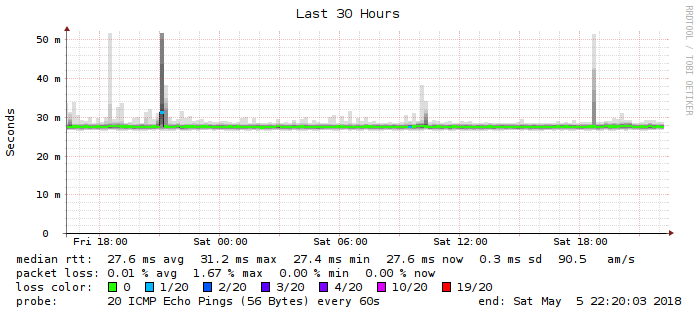 Last 30 Hours
RRDTOOL / TOBI OETIKER
Seconds
50 m
40 m
30 m
20 m
10 m
0
Fri 18:00 Sat 00:00 Sat 06:00 Sat 12:00 Sat 18:00
median rtt: 27.6 ms avg 31.2 ms max 27.4 ms min 27.6 ms now 0.3 ms sd 90.5 am/s
packet loss: 0.01 % avg 1.67 % max 0.00 % min 0.00 % now
loss color: 0 1/20 2/20 3/20 4/20 10/20 19/20
probe: 20 ICMP Echo Pings (56 Bytes) every 60s end: Sat May 5 22:20:03 2018